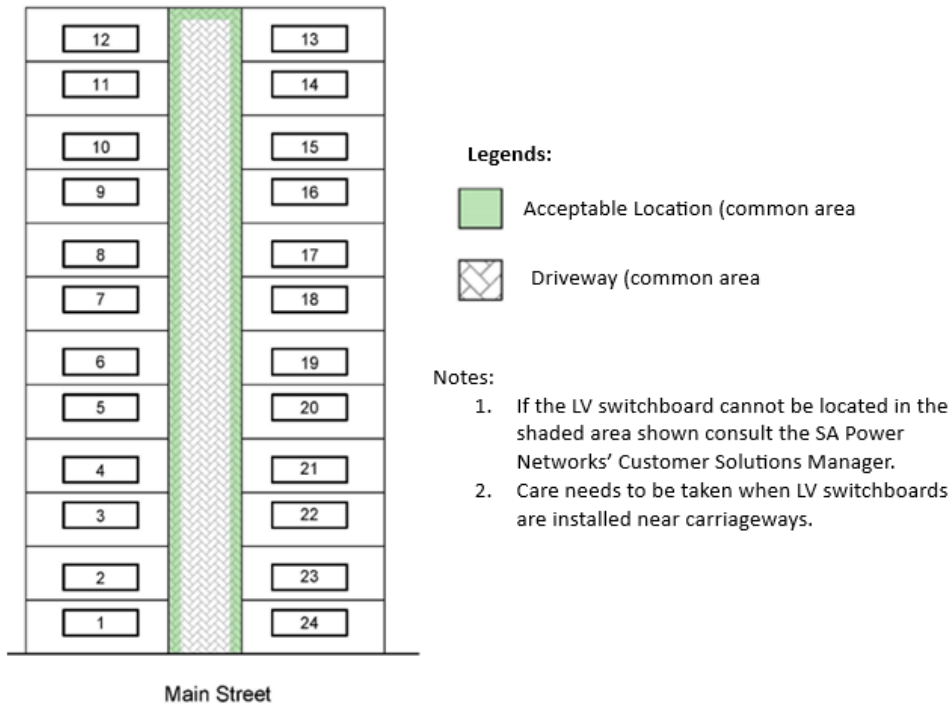 12 13
11 14
10 15
9 16
8 17
7 18
6 19
5 20
4 21
3 22
2 23
1 24
Main Street
Legends:
Acceptable Location (common area
Driveway (common area
Notes:
1. If the LV switchboard cannot be located in the
shaded area shown consult the SA Power
Networks’ Customer Solutions Manager.
2. Care needs to be taken when LV switchboards
are installed near carriageways.